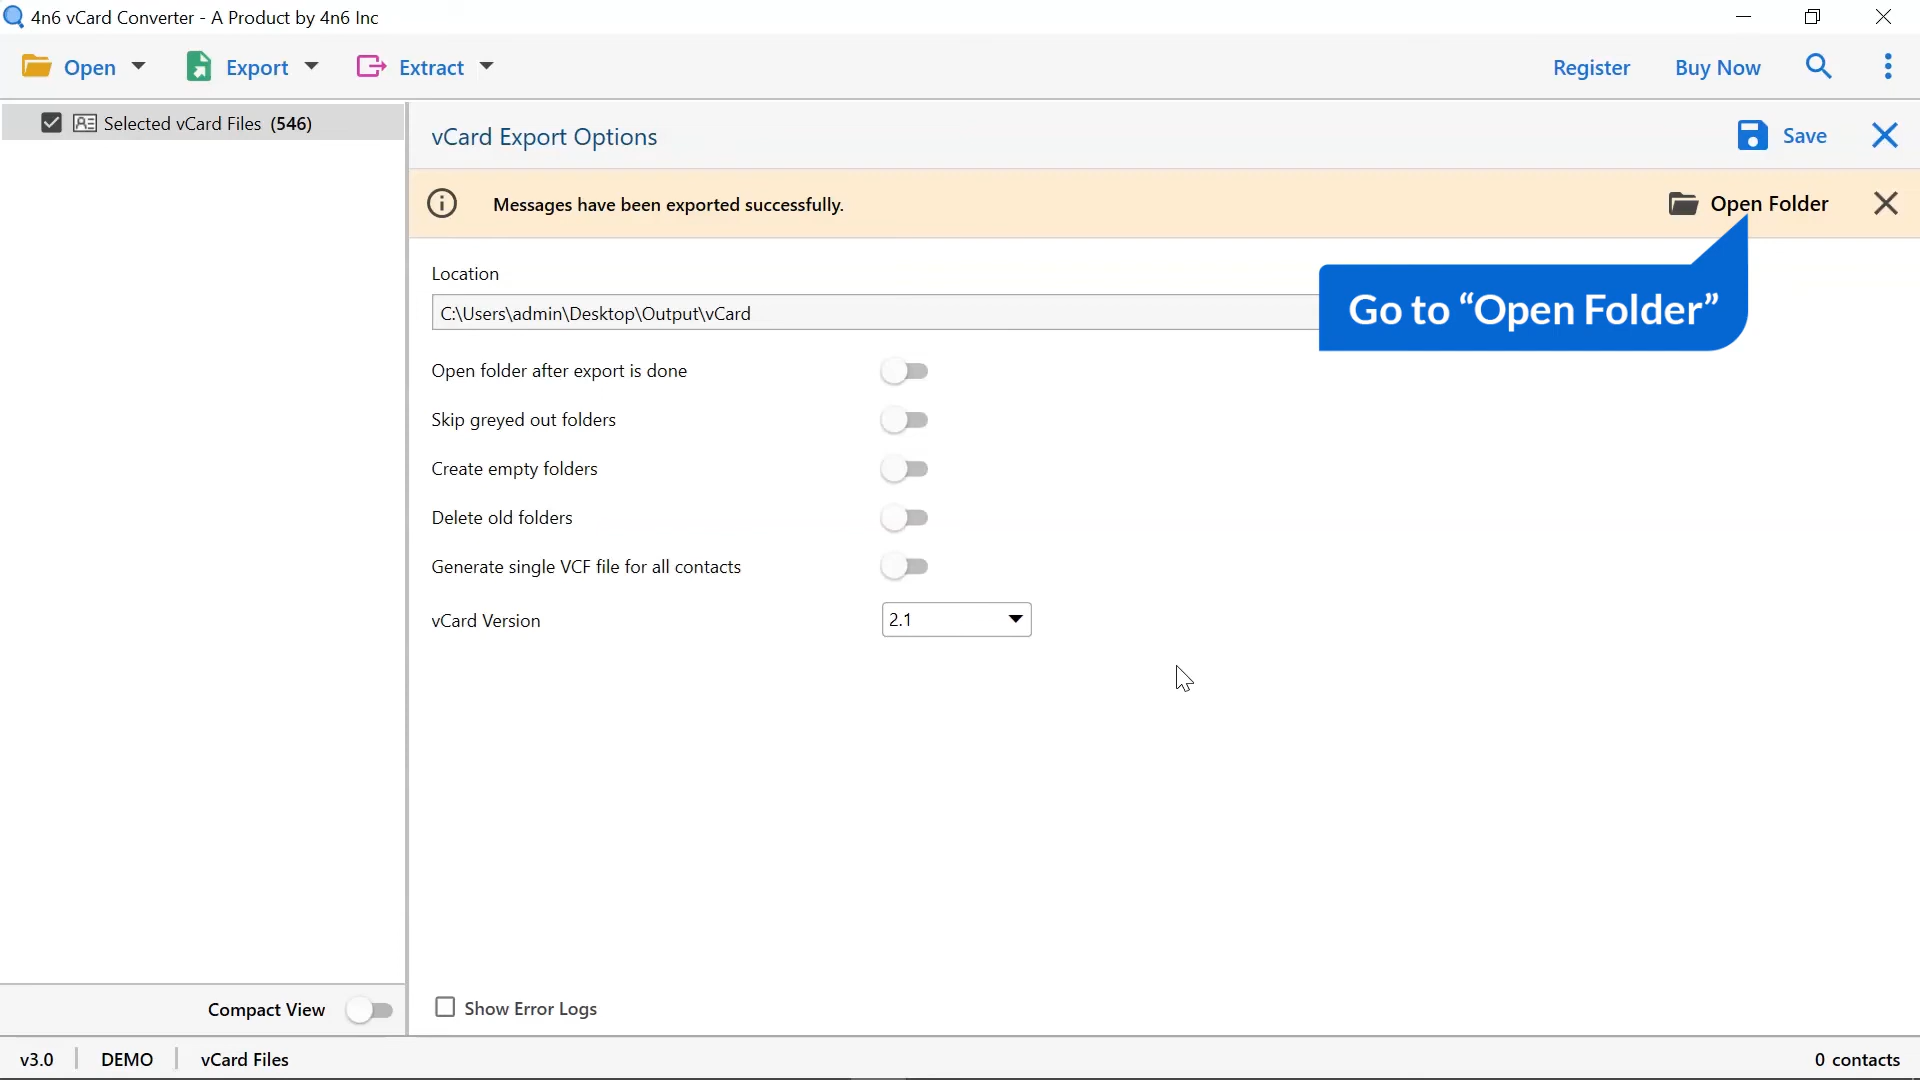 4n6 vCard Converter - A Product by 4n6 Inc
Open Export Extract Register Buy Now
Selected vCard Files (546)
vCard Export Options Save
Messages have been exported successfully. Open Folder
Location
C:\Users\admin\Desktop\Output\vCard
Go to “Open Folder”
Open folder after export is done
Skip greyed out folders
Create empty folders
Delete old folders
Generate single VCF file for all contacts
vCard Version 2.1
Compact View
Show Error Logs
v3.0 DEMO vCard Files 0 contacts